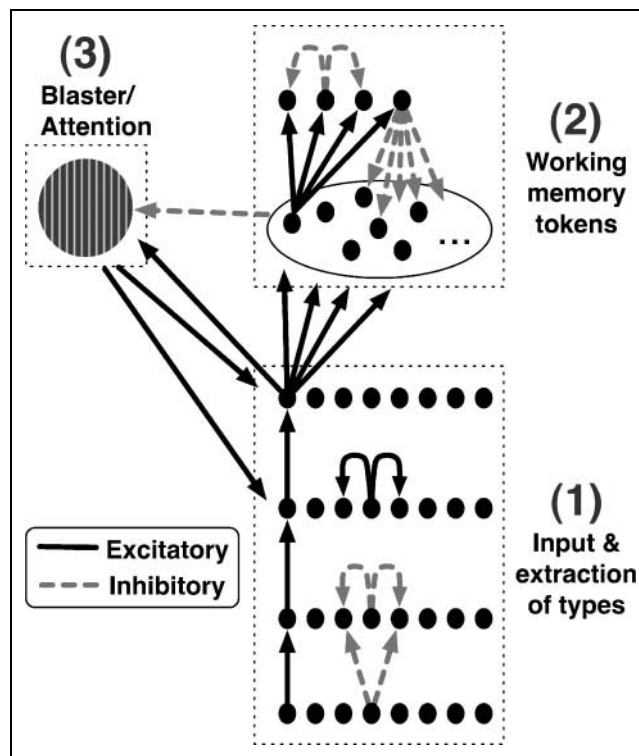 (3)
Blaster/
Attention
(2)
Working
memory
tokens
...
(1)
Input &
extraction
of types
Excitatory
Inhibitory